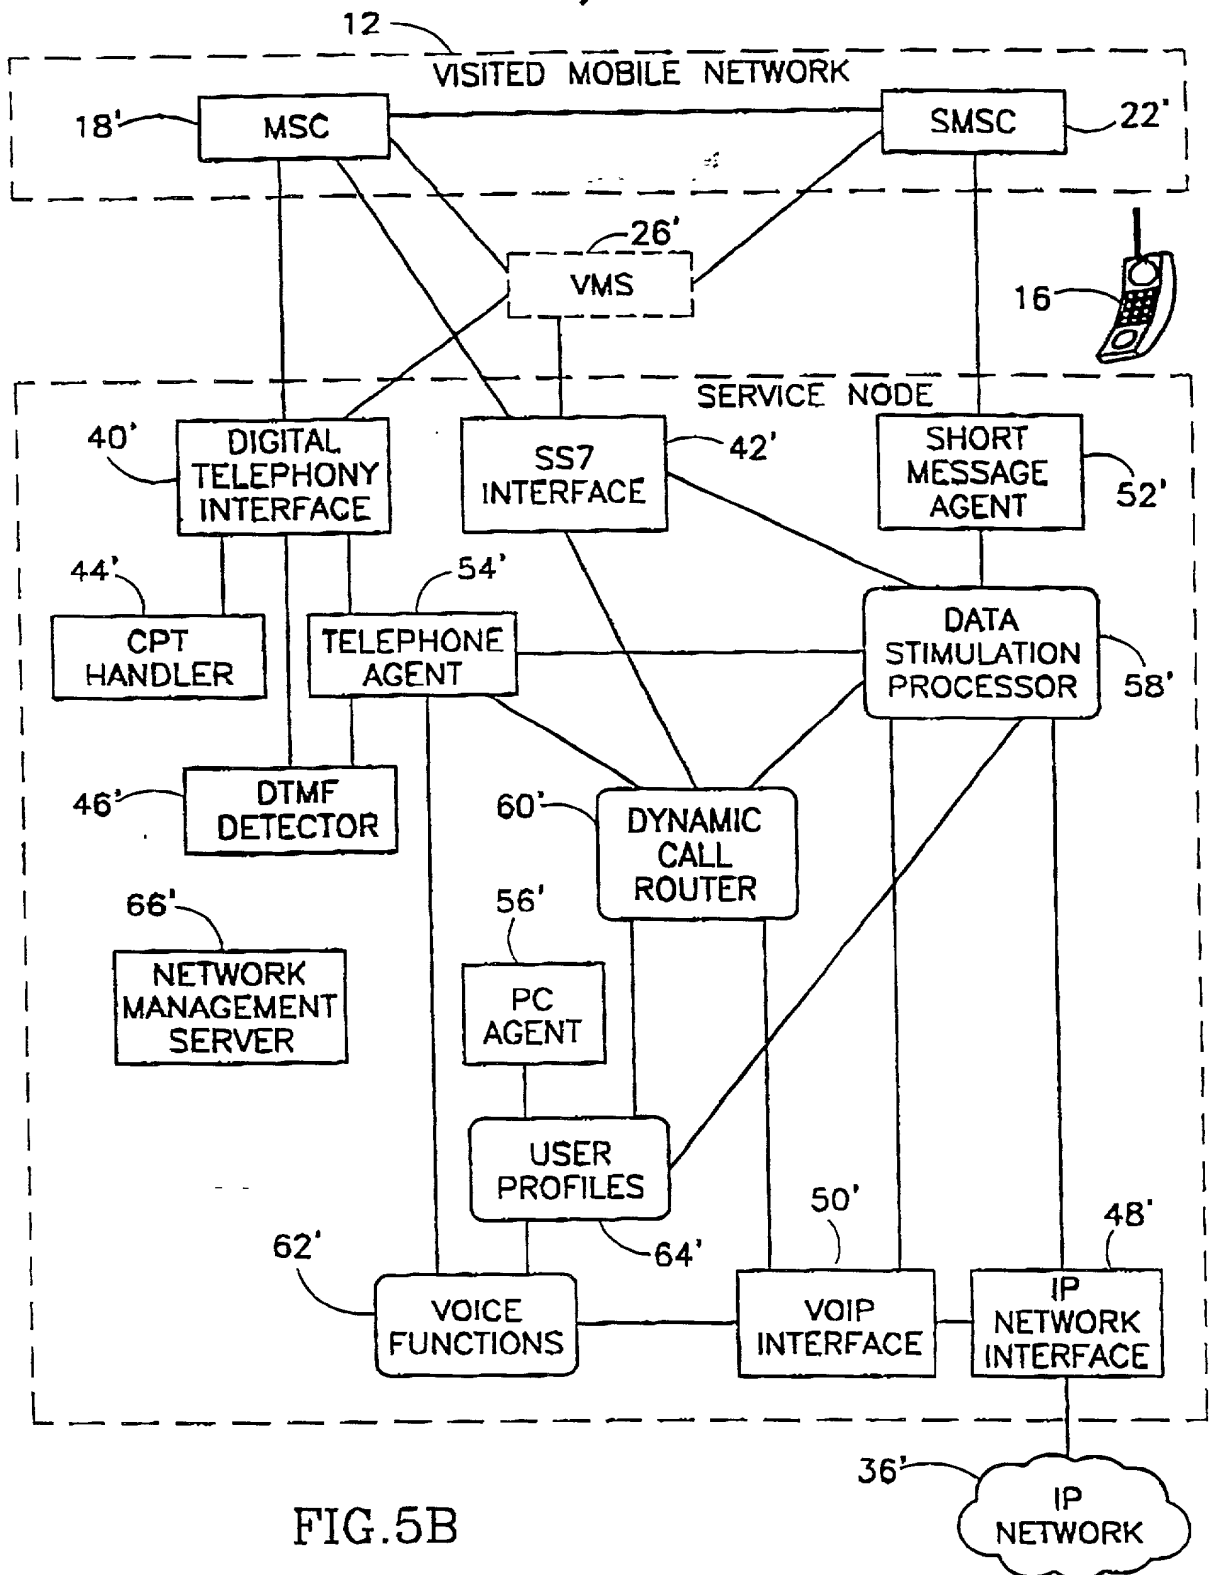 12
VISITED MOBILE NETWORK
18'
MSC
SMSC
22'
26'
VMS
16
SERVICE NODE
40'
DIGITAL
TELEPHONY
INTERFACE
SS7
INTERFACE
42'
SHORT
MESSAGE
AGENT
52'
44'
CPT
HANDLER
54'
TELEPHONE
AGENT
DATA
STIMULATION
PROCESSOR
58'
46'
DTMF
DETECTOR
60'
DYNAMIC
CALL
ROUTER
66'
NETWORK
MANAGEMENT
SERVER
56'
PC
AGENT
USER
PROFILES
64'
62'
VOICE
FUNCTIONS
50'
VOIP
INTERFACE
48'
IP
NETWORK
INTERFACE
36'
IP
NETWORK
FIG.5B